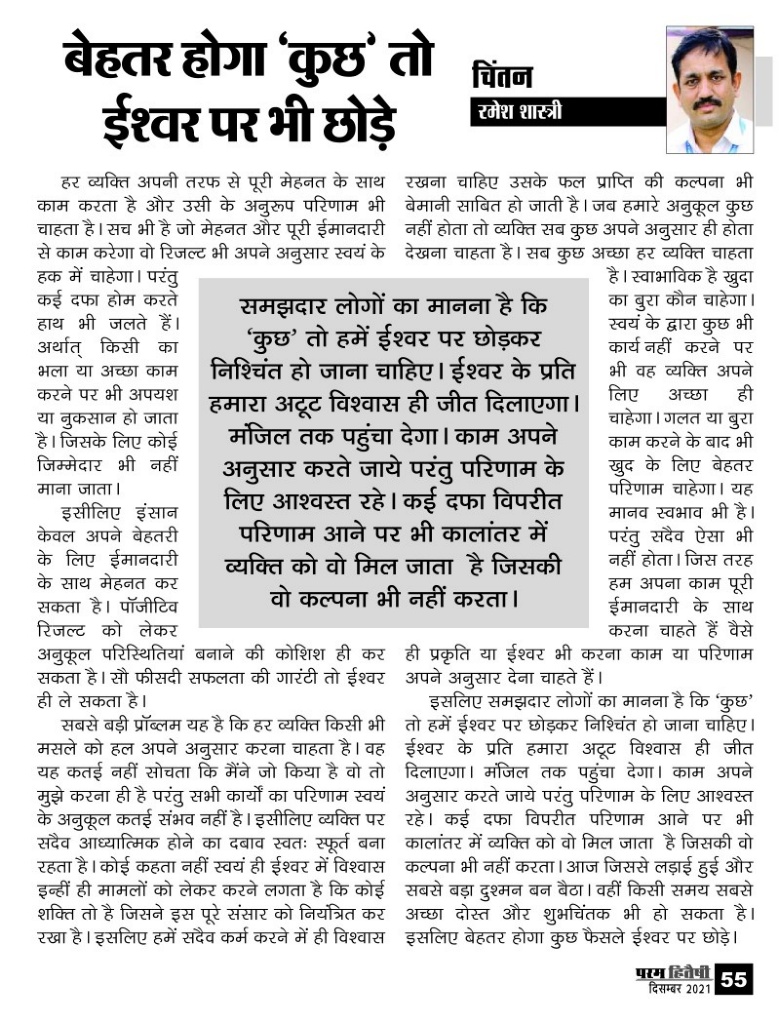 बेहतर होगा ‘कुछ’ तो
ईश्वर पर भी छोड़े
चिंतन
रमेश शास्त्री
हर व्यक्ति अपनी तरफ से पूरी मेहनत के साथ
काम करता है और उसी के अनुरूप परिणाम भी
चाहता है। सच भी है जो मेहनत और पूरी ईमानदारी
से काम करेगा वो रिजल्ट भी अपने अनुसार स्वयं के
हक में चाहेगा। परंतु
कई दफा होम करते
हाथ भी जलते हैं।
अर्थात् किसी का
भला या अच्छा काम
करने पर भी अपयश
या नुकसान हो जाता
है। जिसके लिए कोई
जिम्मेदार भी नहीं
माना जाता।
इसीलिए इंसान
केवल अपने बेहतरी
के लिए ईमानदारी
के साथ मेहनत कर
सकता है। पॉजीटिव
रिजल्ट को लेकर
अनुकूल परिस्थितियां बनाने की कोशिश ही कर
सकता है। सौ फीसदी सफलता की गारंटी तो ईश्वर
ही ले सकता है।
सबसे बड़ी प्रॉब्लम यह है कि हर व्यक्ति किसी भी
मसले को हल अपने अनुसार करना चाहता है। वह
यह कतई नहीं सोचता कि मैंने जो किया है वो तो
मुझे करना ही है परंतु सभी कार्यों का परिणाम स्वयं
के अनुकूल कतई संभव नहीं है। इसीलिए व्यक्ति पर
सदैव आध्यात्मिक होने का दबाव स्वतः स्फूर्त बना
रहता है। कोई कहता नहीं स्वयं ही ईश्वर में विश्वास
इन्हीं ही मामलों को लेकर करने लगता है कि कोई
शक्ति तो है जिसने इस पूरे संसार को नियंत्रित कर
रखा है। इसलिए हमें सदैव कर्म करने में ही विश्वास
समझदार लोगों का मानना है कि
‘कुछ’ तो हमें ईश्वर पर छोड़कर
निश्चिंत हो जाना चाहिए। ईश्वर के प्रति
हमारा अटूट विश्वास ही जीत दिलाएगा।
मंजिल तक पहुंचा देगा। काम अपने
अनुसार करते जाये परंतु परिणाम के
लिए आश्वस्त रहे। कई दफा विपरीत
परिणाम आने पर भी कालांतर में
व्यक्ति को वो मिल जाता है जिसकी
वो कल्पना भी नहीं करता।
रखना चाहिए उसके फल प्राप्ति की कल्पना भी
बेमानी साबित हो जाती है। जब हमारे अनुकूल कुछ
नहीं होता तो व्यक्ति सब कुछ अपने अनुसार ही होता
देखना चाहता है। सब कुछ अच्छा हर व्यक्ति चाहता
है। स्वाभाविक है खुदा
का बुरा कौन चाहेगा।
स्वयं के द्वारा कुछ भी
कार्य नहीं करने पर
भी वह व्यक्ति अपने
लिए अच्छा ही
चाहेगा। गलत या बुरा
काम करने के बाद भी
खुद के लिए बेहतर
परिणाम चाहेगा। यह
मानव स्वभाव भी है।
परंतु सदैव ऐसा भी
नहीं होता। जिस तरह
हम अपना काम पूरी
ईमानदारी के साथ
करना चाहते हैं वैसे
ही प्रकृति या ईश्वर भी करना काम या परिणाम
अपने अनुसार देना चाहते हैं।
इसलिए समझदार लोगों का मानना है कि ‘कुछ’
तो हमें ईश्वर पर छोड़कर निश्चिंत हो जाना चाहिए।
ईश्वर के प्रति हमारा अटूट विश्वास ही जीत
दिलाएगा। मंजिल तक पहुंचा देगा। काम अपने
अनुसार करते जाये परंतु परिणाम के लिए आश्वस्त
रहे। कई दफा विपरीत परिणाम आने पर भी
कालांतर में व्यक्ति को वो मिल जाता है जिसकी वो
कल्पना भी नहीं करता। आज जिससे लड़ाई हुई और
सबसे बड़ा दुश्मन बन बैठा। वहीं किसी समय सबसे
अच्छा दोस्त और शुभचिंतक भी हो सकता है।
इसलिए बेहतर होगा कुछ फैसले ईश्वर पर छोड़े।
परम हितैषी
दिसम्बर 2021 55